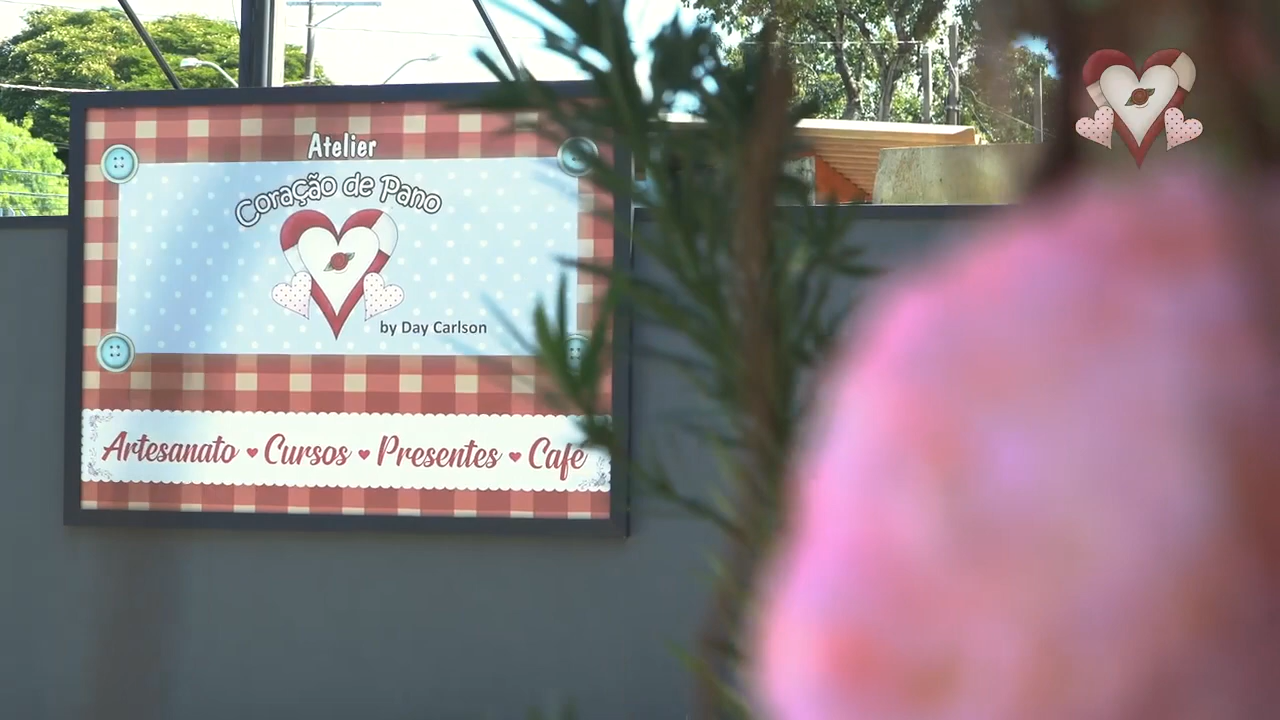 Atelier
Coração de Pano
by Day Carlson
Artesanato ♥ Cursos ♥ Presentes ♥ Café